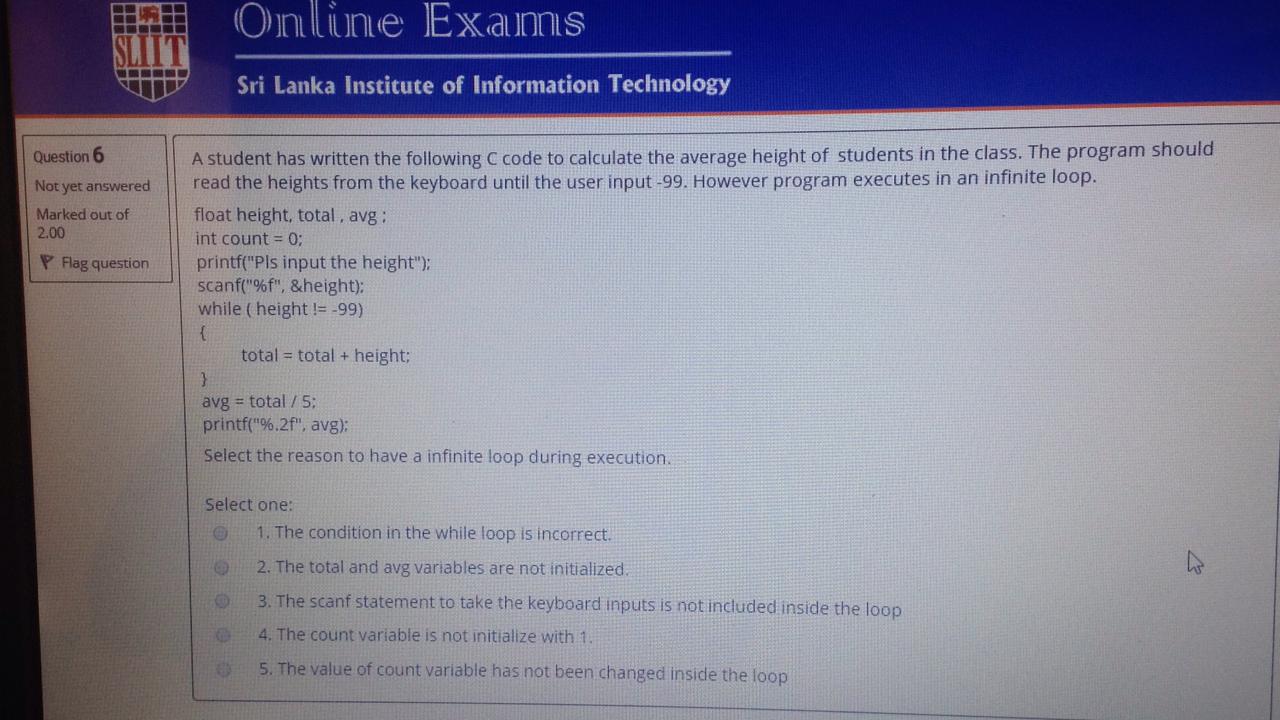 SLIIT
Online Exams
Sri Lanka Institute of Information Technology
Question 6
Not yet answered
Marked out of
2.00
Flag question
A student has written the following C code to calculate the average height of students in the class. The program should
read the heights from the keyboard until the user input -99. However program executes in an infinite loop.
float height, total , avg ;
int count = 0;
printf("Pls input the height");
scanf("%f", &height);
while ( height != -99)
{
total = total + height;
}
avg = total / 5;
printf("%.2f", avg);
Select the reason to have a infinite loop during execution.
Select one:
1. The condition in the while loop is incorrect.
2. The total and avg variables are not initialized.
3. The scanf statement to take the keyboard inputs is not included inside the loop
4. The count variable is not initialize with 1.
5. The value of count variable has not been changed inside the loop